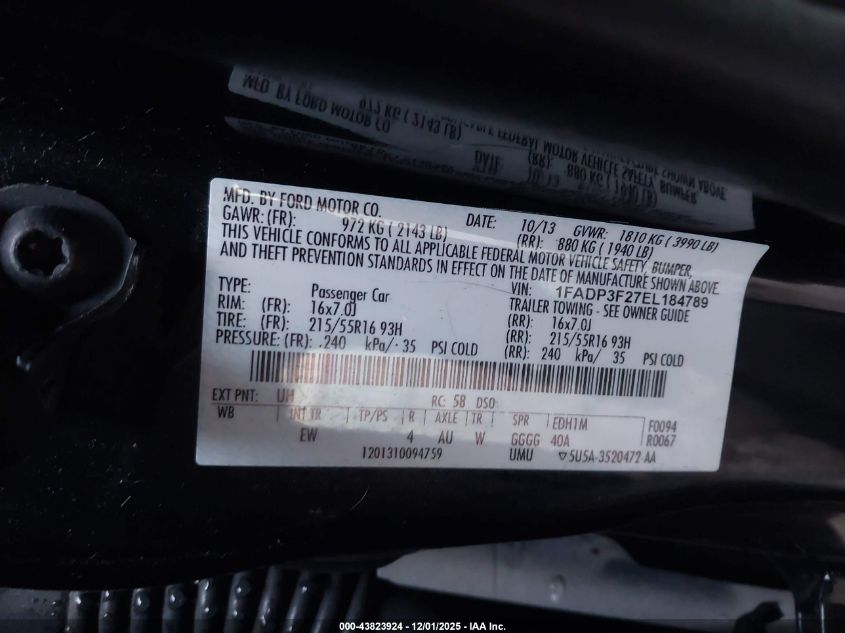 MFD. BY FORD MOTOR CO. DATE: 10/13 GVWR: 1810 KG ( 3990 LB)
GAWR: (FR): 972 KG ( 2143 LB) (RR): 880 KG ( 1940 LB)
THIS VEHICLE CONFORMS TO ALL APPLICABLE FEDERAL MOTOR VEHICLE SAFETY, BUMPER,
AND THEFT PREVENTION STANDARDS IN EFFECT ON THE DATE OF MANUFACTURE SHOWN ABOVE.
VIN: 1FADP3F27EL184789
TYPE: Passenger Car TRAILER TOWING - SEE OWNER GUIDE
RIM: (FR): 16x7.0J (RR): 16x7.0J
TIRE: (FR): 215/55R16 93H (RR): 215/55R16 93H
PRESSURE: (FR): 240 kPa/ 35 PSI COLD (RR): 240 kPa/ 35 PSI COLD
EXT PNT: UH RC: 58 DSO:
WB INT TR TP/PS R AXLE TR SPR EDH1M F0094
EW 4 AU W GGGG 40A R0067
1201310094759 UMU ▽5U5A-3520472-AA
000-43823924 - 12/01/2025 - IAA Inc.